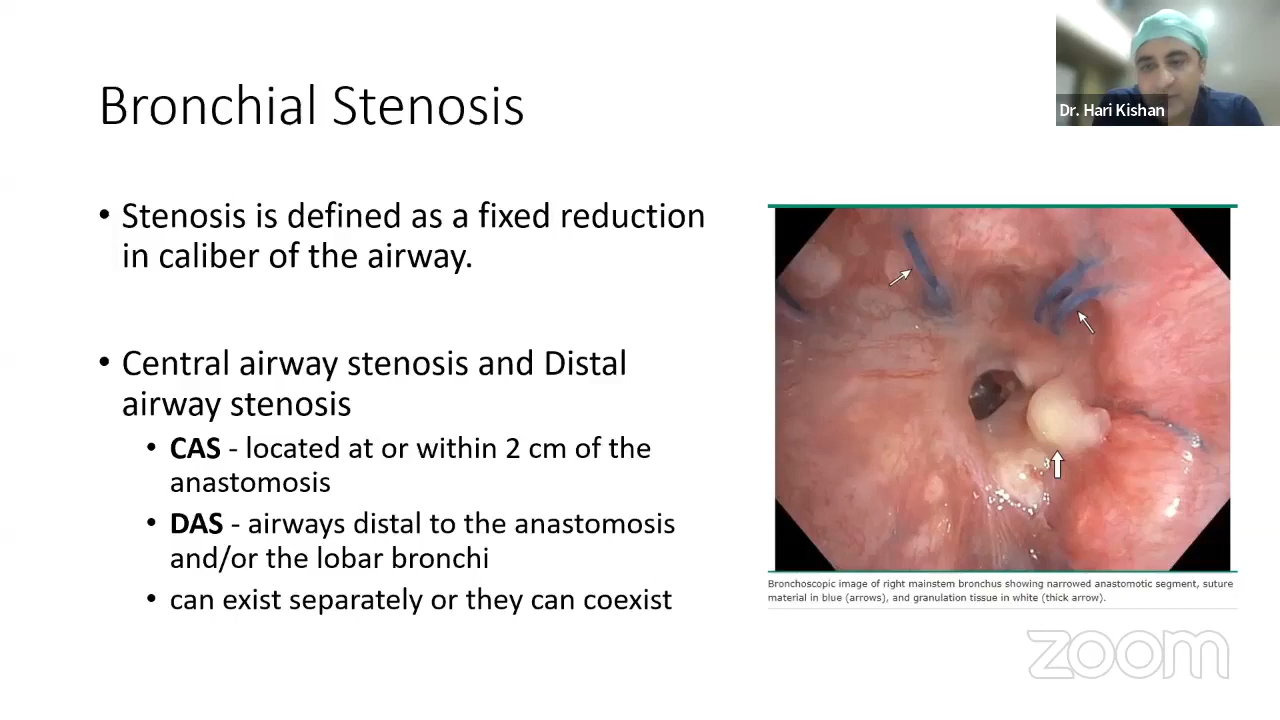 Dr. Hari Kishan
Bronchial Stenosis
• Stenosis is defined as a fixed reduction
in caliber of the airway.
• Central airway stenosis and Distal
airway stenosis
• CAS - located at or within 2 cm of the
anastomosis
• DAS - airways distal to the anastomosis
and/or the lobar bronchi
• can exist separately or they can coexist
Bronchoscopic image of right mainstem bronchus showing narrowed anastomotic segment, suture
material in blue (arrows), and granulation tissue in white (thick arrow).
zoom